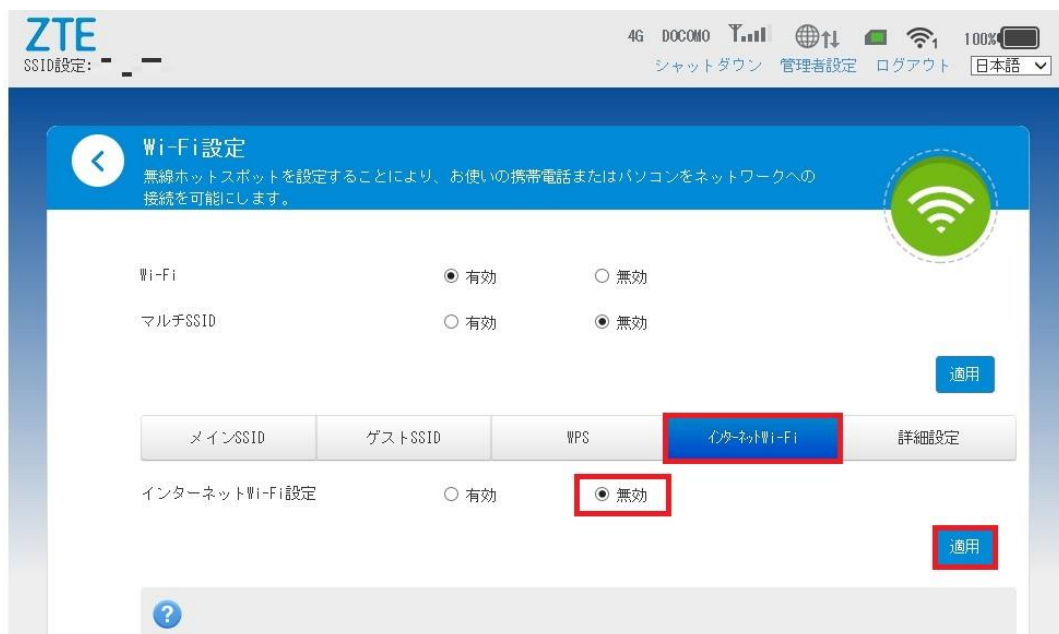 ZTE
4G DOCOMO 1 100%
SSID設定:
シャットダウン 管理者設定 ログアウト 日本語
Wi-Fi設定
無線ホットスポットを設定することにより、お使いの携帯電話またはパソコンをネットワークへの
接続を可能にします。
Wi-Fi 有効 無効
マルチSSID 有効 無効
適用
メインSSID ゲストSSID WPS インターネットWi-Fi 詳細設定
インターネットWi-Fi設定 有効 無効
適用
?